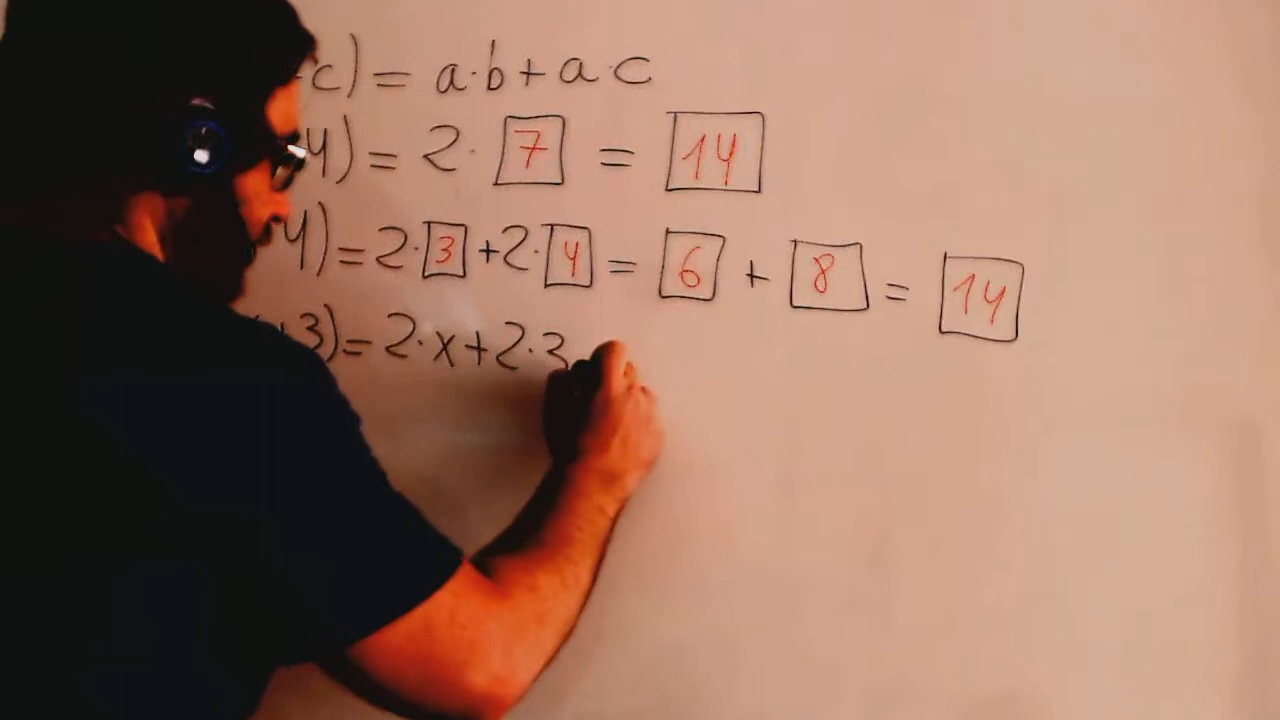 c) = a·b+a·c
4) = 2· 7 = 14
4) = 2·3 +2·4 = 6 + 8 = 14
+3) = 2·x+2·3